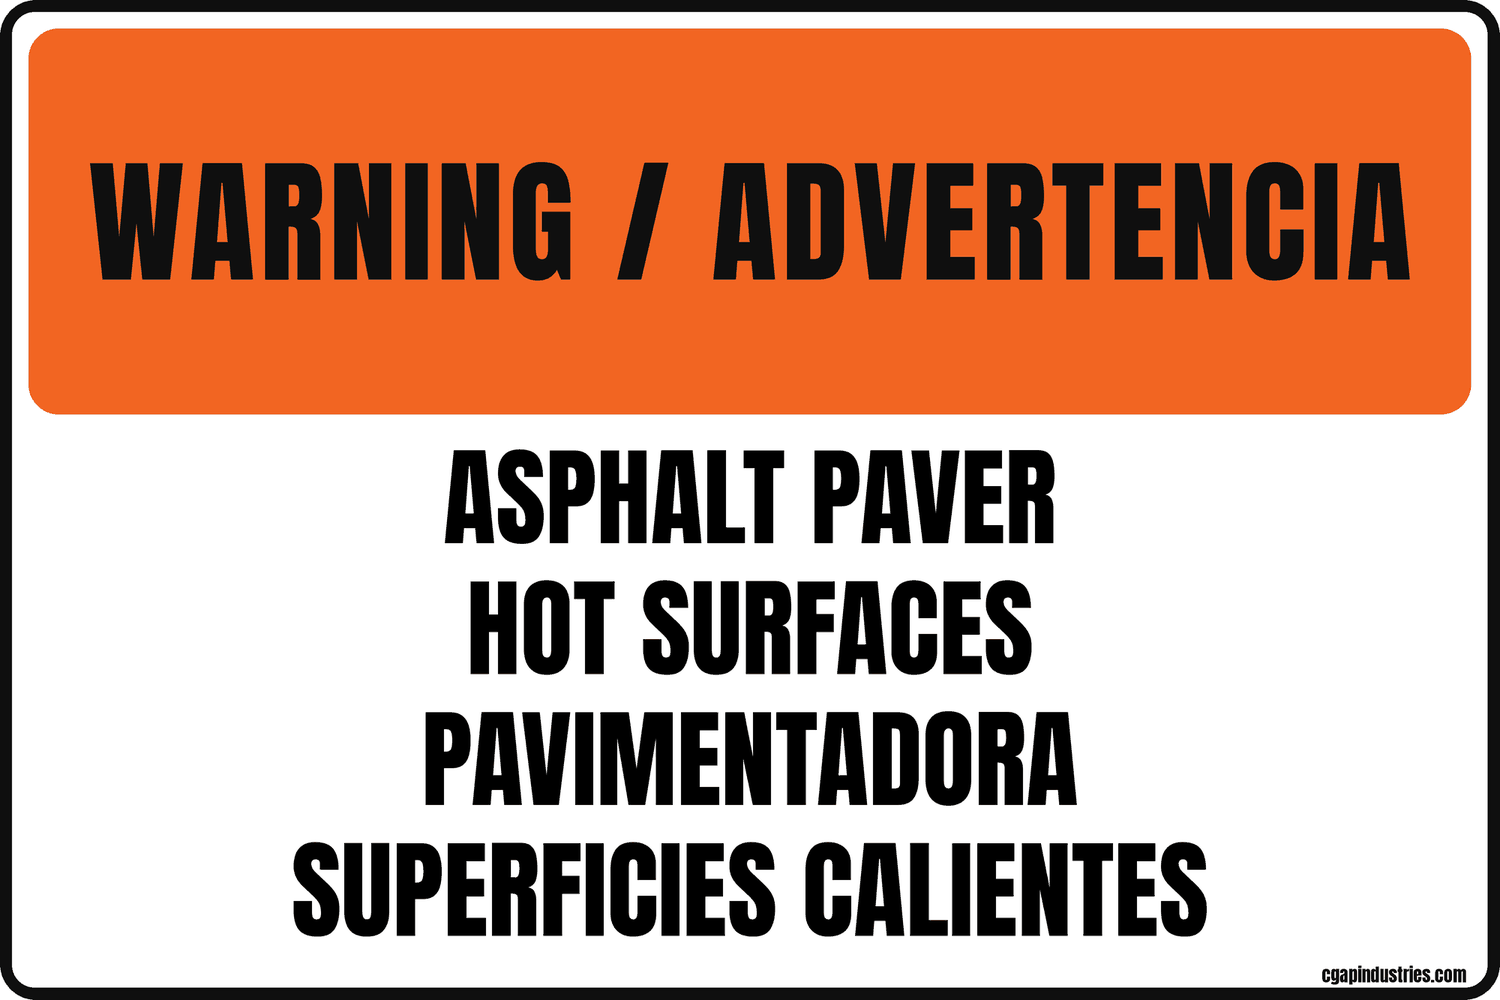 WARNING / ADVERTENCIA
ASPHALT PAVER
HOT SURFACES
PAVIMENTADORA
SUPERFICIES CALIENTES
cgapindustries.com